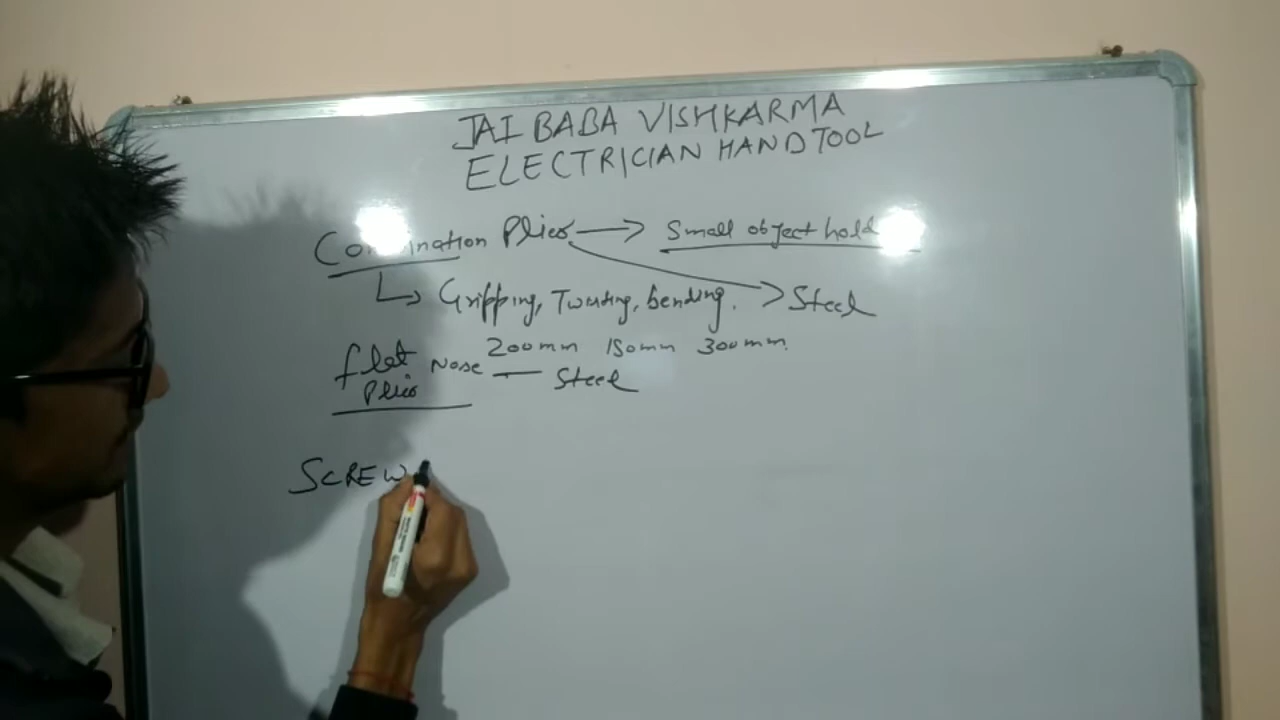 JAI BABA VISHKARMA
ELECTRICIAN HAND TOOL
Combination Plier → Small object hold
↳ Gripping, Twisting, bending. → Steel
200mm 150mm 300mm.
flat Nose — Steel
Plier
SCREW